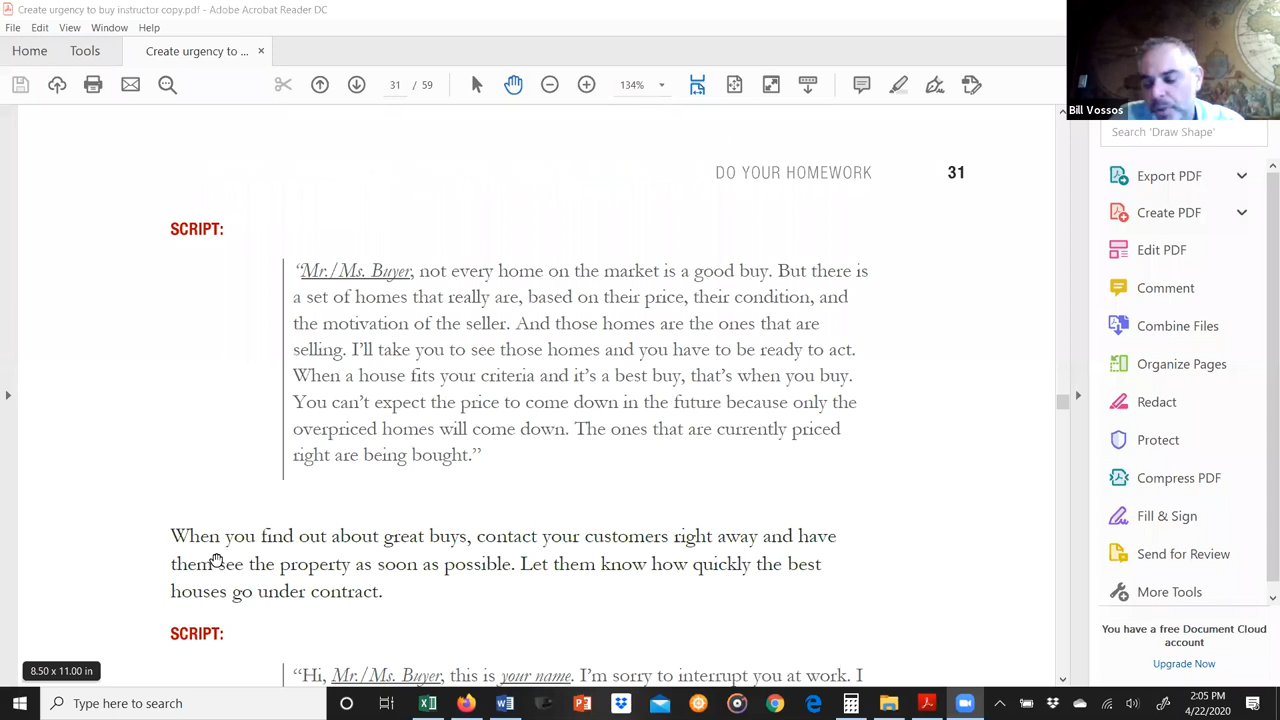 Create urgency to buy instructor copy.pdf - Adobe Acrobat Reader DC
File Edit View Window Help
Home Tools Create urgency to ... ×
31 / 59 134%
Bill Vossos
DO YOUR HOMEWORK 31
SCRIPT:
“Mr./Ms. Buyer, not every home on the market is a good buy. But there is
a set of homes that really are, based on their price, their condition, and
the motivation of the seller. And those homes are the ones that are
selling. I’ll take you to see those homes and you have to be ready to act.
When a house fits your criteria and it’s a best buy, that’s when you buy.
You can’t expect the price to come down in the future because only the
overpriced homes will come down. The ones that are currently priced
right are being bought.”
When you find out about great buys, contact your customers right away and have
them see the property as soon as possible. Let them know how quickly the best
houses go under contract.
SCRIPT:
“Hi, Mr./Ms. Buyer, this is your name. I’m sorry to interrupt you at work. I
8.50 x 11.00 in
Search 'Draw Shape'
Export PDF
Create PDF
Edit PDF
Comment
Combine Files
Organize Pages
Redact
Protect
Compress PDF
Fill & Sign
Send for Review
More Tools
You have a free Document Cloud
account
Upgrade Now
Type here to search
2:05 PM
4/22/2020